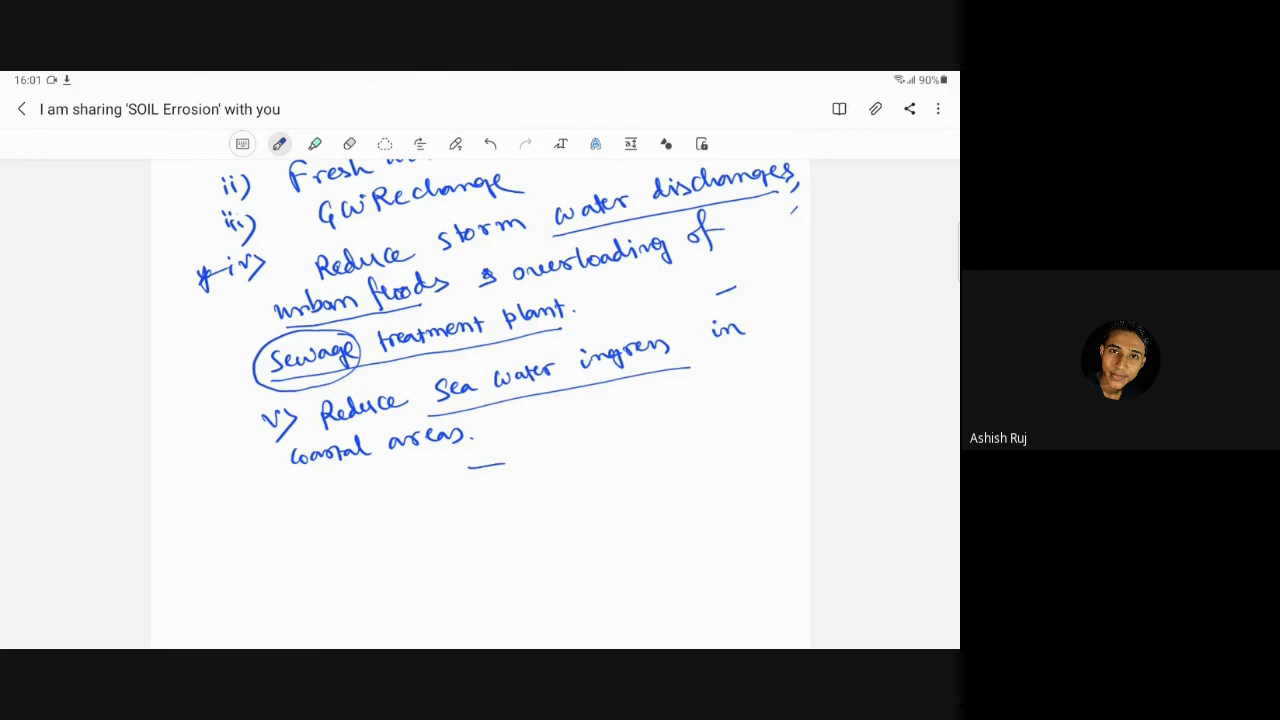 16:01
90%
I am sharing 'SOIL Errosion' with you
ii) Fresh
iii) GW Recharge
iv> Reduce storm water discharges,
urban floods & overloading of
sewage treatment plant.
v> Reduce sea water ingress in
coastal areas.
Ashish Ruj